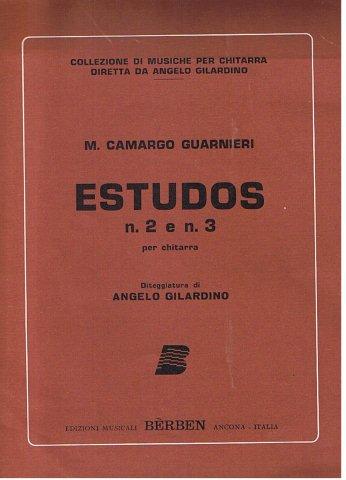 COLLEZIONE DI MUSICHE PER CHITARRA
DIRETTA DA ANGELO GILARDINO
M. CAMARGO GUARNIERI
ESTUDOS
n. 2 e n. 3
per chitarra
Diteggiatura di
ANGELO GILARDINO
B
EDIZIONI MUSICALI BÈRBEN ANCONA - ITALIA